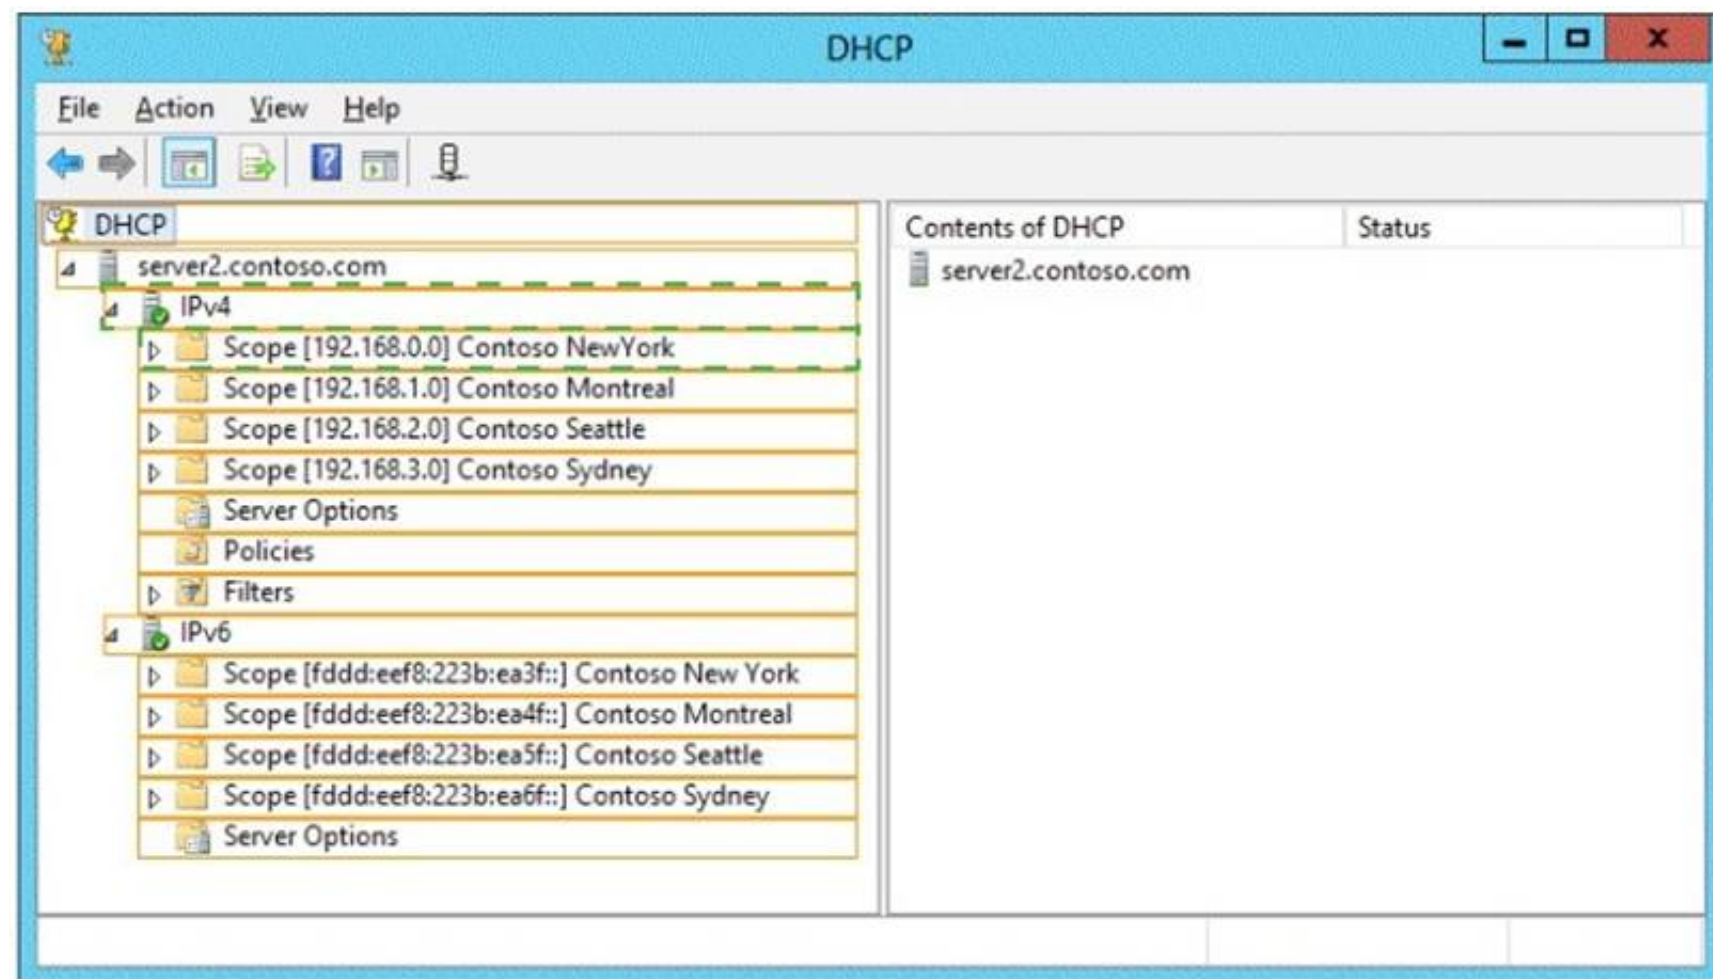 DHCP
File Action View Help
DHCP
server2.contoso.com
IPv4
Scope [192.168.0.0] Contoso NewYork
Scope [192.168.1.0] Contoso Montreal
Scope [192.168.2.0] Contoso Seattle
Scope [192.168.3.0] Contoso Sydney
Server Options
Policies
Filters
IPv6
Scope [fddd:eef8:223b:ea3f::] Contoso New York
Scope [fddd:eef8:223b:ea4f::] Contoso Montreal
Scope [fddd:eef8:223b:ea5f::] Contoso Seattle
Scope [fddd:eef8:223b:ea6f::] Contoso Sydney
Server Options
Contents of DHCP Status
server2.contoso.com